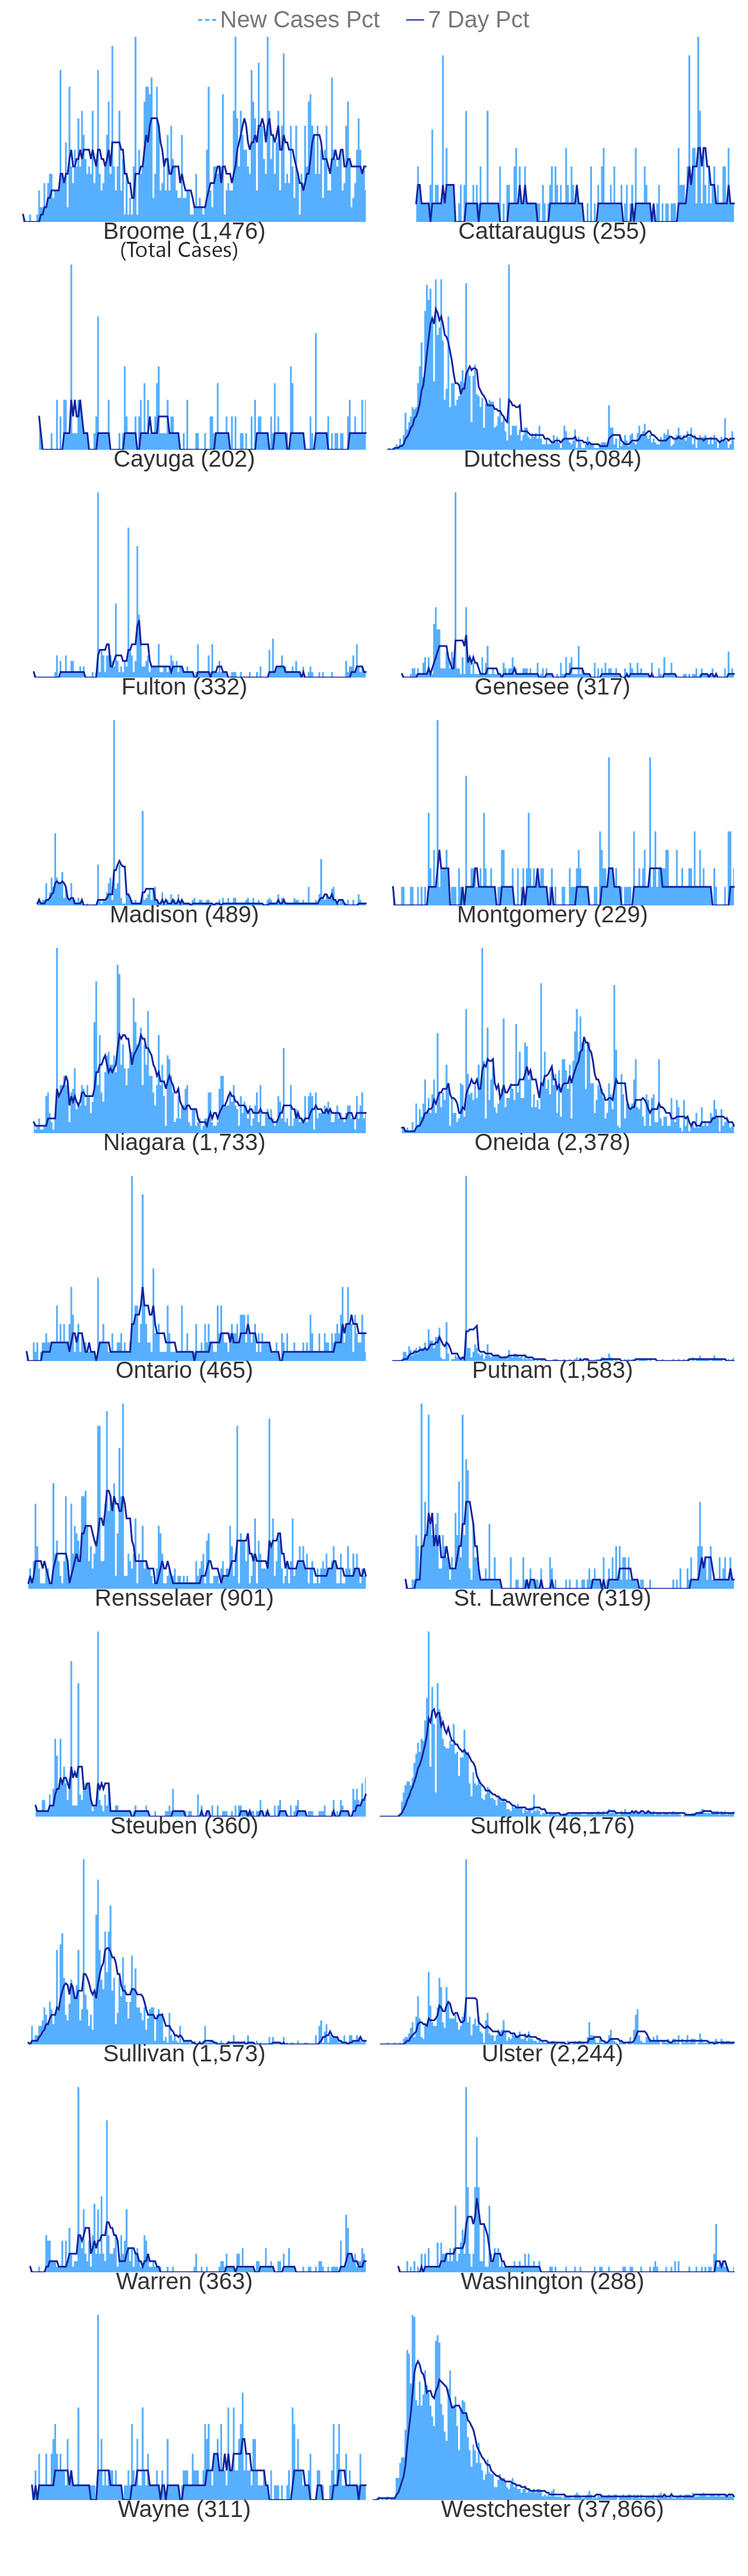 New Cases Pct 7 Day Pct
Broome (1,476) Cattaraugus (255)
(Total Cases)
Cayuga (202) Dutchess (5,084)
Fulton (332) Genesee (317)
Madison (489) Montgomery (229)
Niagara (1,733) Oneida (2,378)
Ontario (465) Putnam (1,583)
Rensselaer (901) St. Lawrence (319)
Steuben (360) Suffolk (46,176)
Sullivan (1,573) Ulster (2,244)
Warren (363) Washington (288)
Wayne (311) Westchester (37,866)